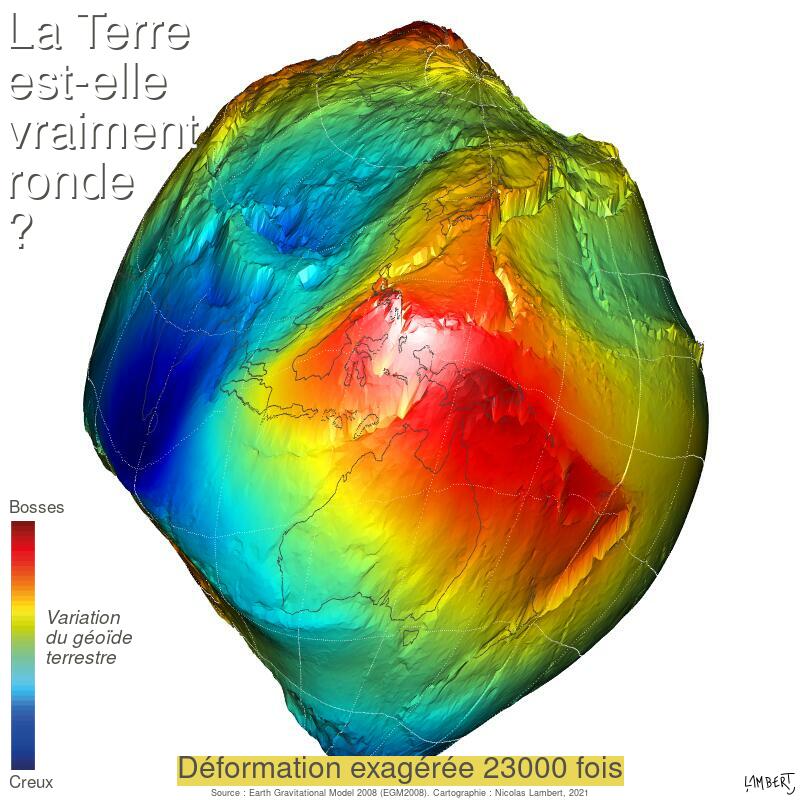 La Terre
est-elle
vraiment
ronde
?
Bosses
Variation
du géoïde
terrestre
Creux
Déformation exagérée 23000 fois
Source : Earth Gravitational Model 2008 (EGM2008). Cartographie : Nicolas Lambert, 2021
LAMBERT